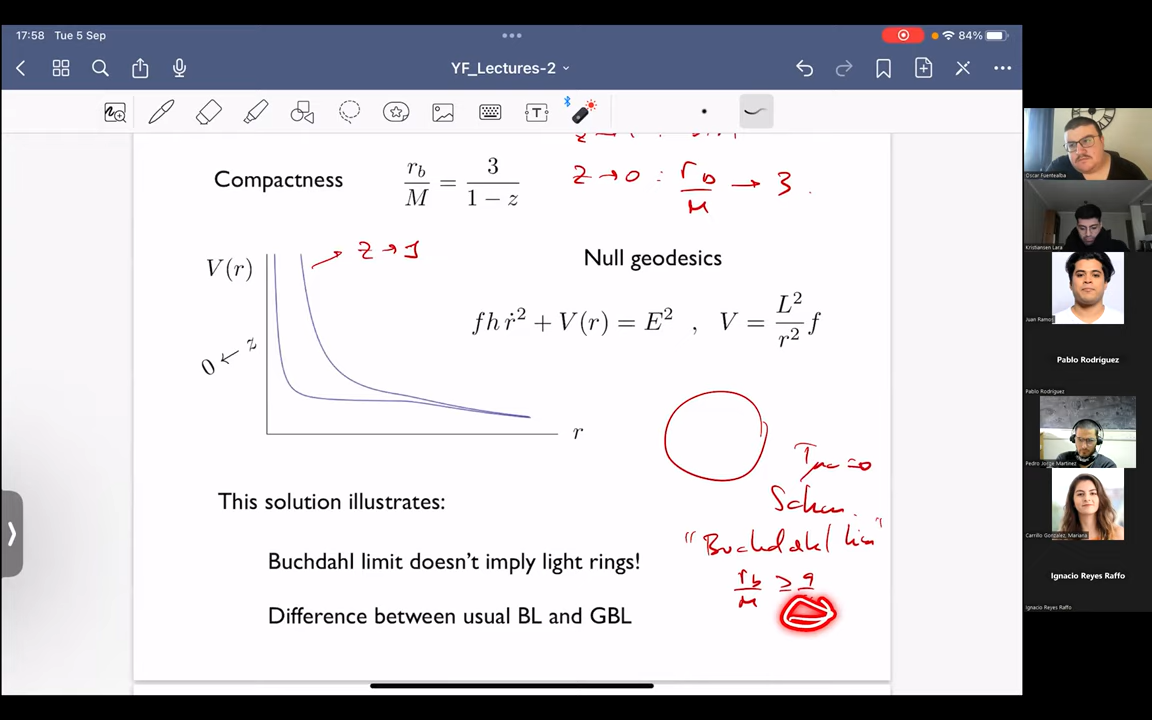 17:58 Tue 5 Sep
84%
YF_Lectures-2
Compactness r_b/M = 3/(1 − z)
z → 0 : r_b/M → 3
z → 1
V(r)
0 ← z
r
Null geodesics
f h ṙ² + V(r) = E² , V = L²/r² f
T = 0
Schw.
"Buchdahl lim"
r_b/M ≥ 9
This solution illustrates:
Buchdahl limit doesn't imply light rings!
Difference between usual BL and GBL
Oscar Fuentealba
Kristiansen Lara
Juan Ramos
Pablo Rodriguez
Pablo Rodriguez
Pedro Jorge Martinez
Carrillo Gonzalez, Mariana
Ignacio Reyes Raffo
Ignacio Reyes Raffo